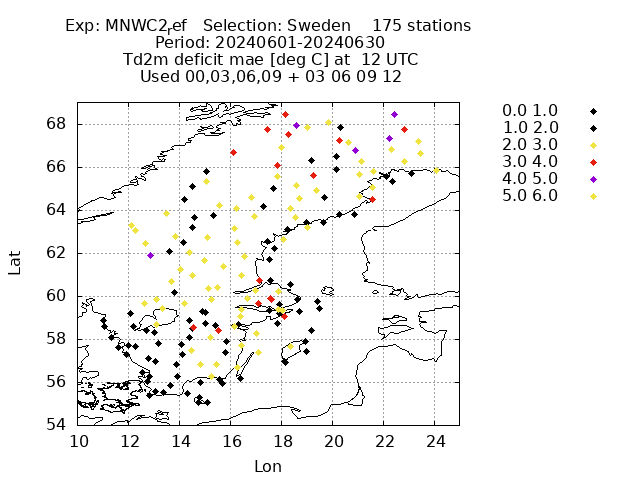 Exp: MNWC2ref   Selection: Sweden    175 stations
Period: 20240601-20240630
Td2m deficit mae [deg C] at  12 UTC
Used 00,03,06,09 + 03 06 09 12
0.0 1.0
1.0 2.0
2.0 3.0
3.0 4.0
4.0 5.0
5.0 6.0
68
66
64
62
60
58
56
54
Lat
10 12 14 16 18 20 22 24
Lon